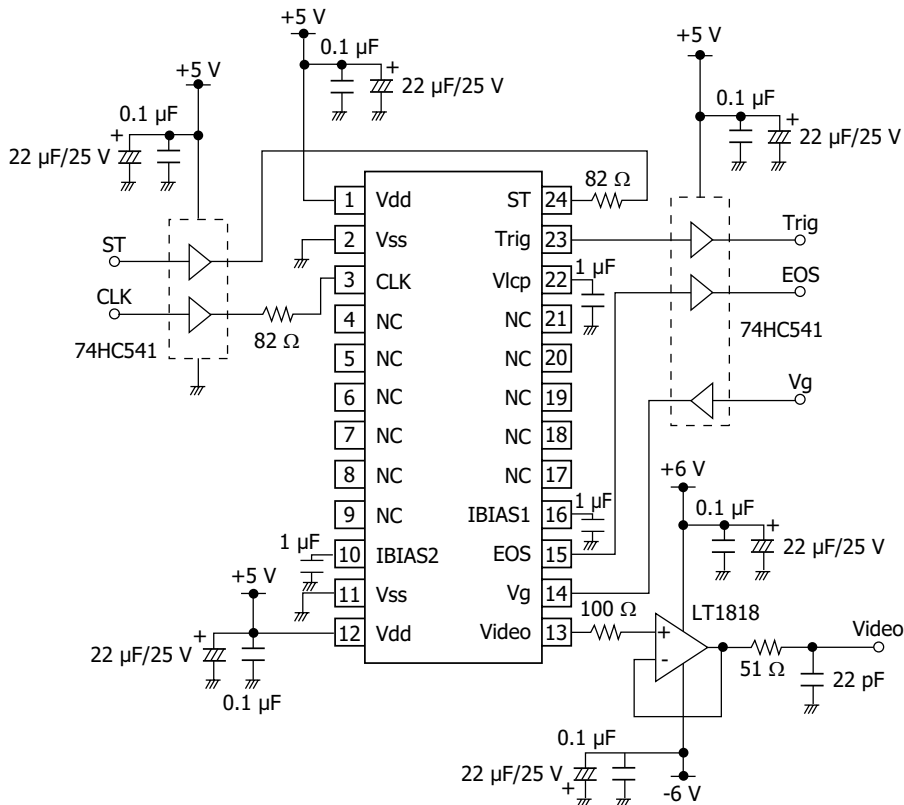 +5 V
0.1 µF
22 µF/25 V
+5 V
0.1 µF
22 µF/25 V
+5 V
0.1 µF
22 µF/25 V
ST
CLK
74HC541
82 Ω
82 Ω
1 Vdd
2 Vss
3 CLK
4 NC
5 NC
6 NC
7 NC
8 NC
9 NC
10 IBIAS2
11 Vss
12 Vdd
ST 24
Trig 23
Vlcp 22
NC 21
NC 20
NC 19
NC 18
NC 17
IBIAS1 16
EOS 15
Vg 14
Video 13
1 µF
1 µF
1 µF
Trig
EOS
74HC541
Vg
+5 V
22 µF/25 V
0.1 µF
+6 V
0.1 µF
22 µF/25 V
100 Ω
LT1818
+
-
51 Ω
Video
22 pF
0.1 µF
22 µF/25 V
-6 V
+
+
+
+
+
+